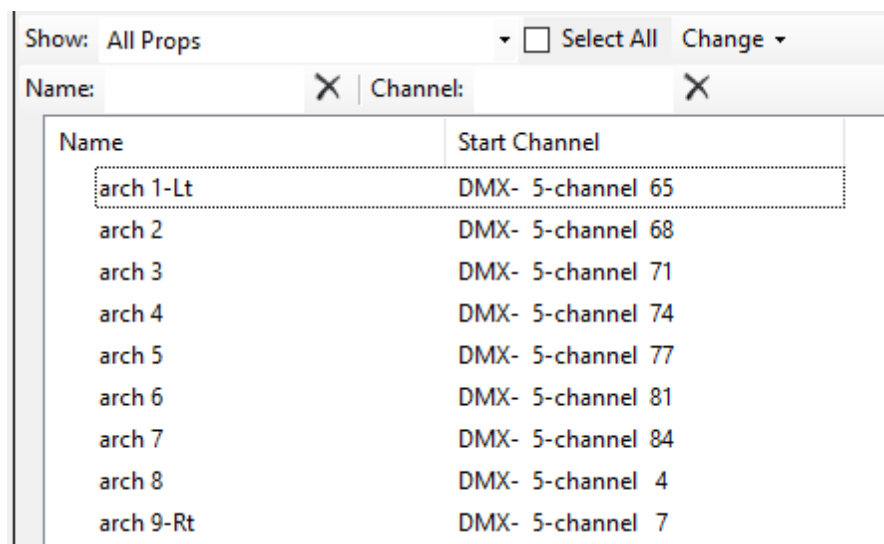 Show: All Props Select All Change
Name: Channel:
Name Start Channel
arch 1-Lt DMX- 5-channel 65
arch 2 DMX- 5-channel 68
arch 3 DMX- 5-channel 71
arch 4 DMX- 5-channel 74
arch 5 DMX- 5-channel 77
arch 6 DMX- 5-channel 81
arch 7 DMX- 5-channel 84
arch 8 DMX- 5-channel 4
arch 9-Rt DMX- 5-channel 7